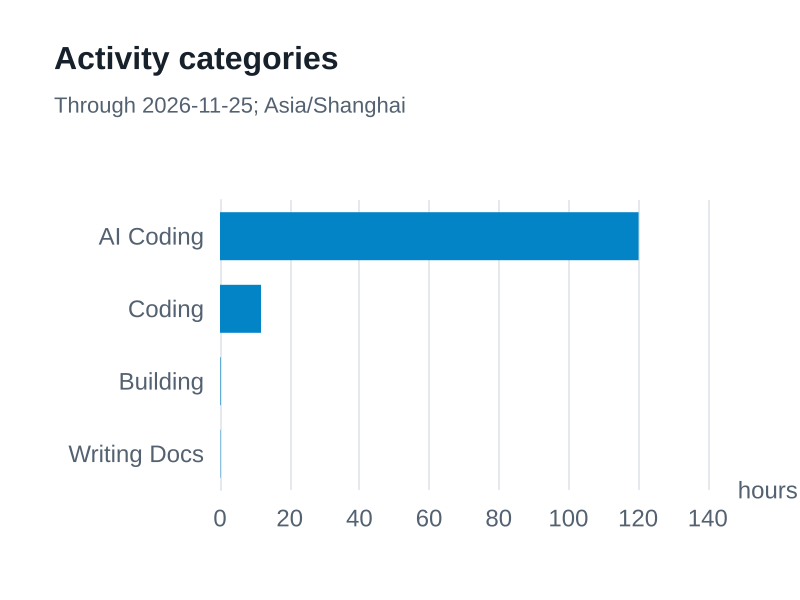 Activity categories
Through 2026-11-25; Asia/Shanghai
AI Coding
Coding
Building
Writing Docs
hours
0 20 40 60 80 100 120 140